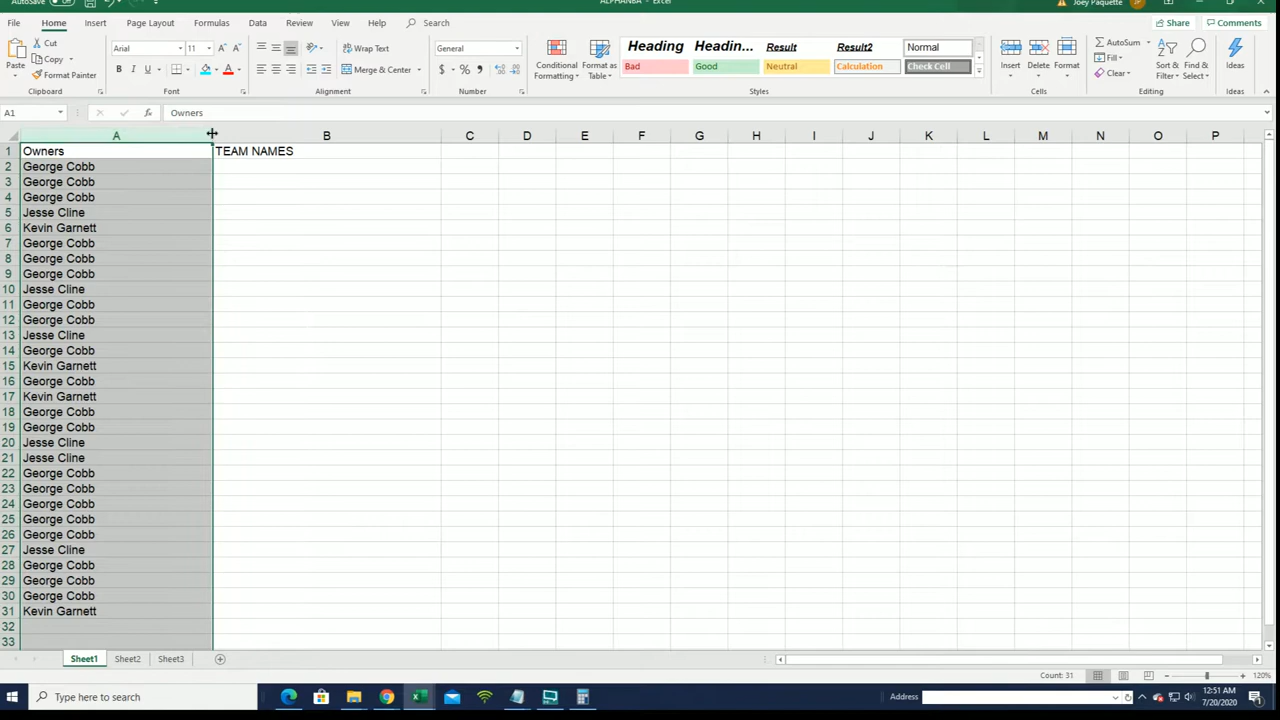 AutoSave
ALPHANBA - Excel
Joey Paquette JP
File Home Insert Page Layout Formulas Data Review View Help Search Share Comments
Paste Cut Copy Format Painter Clipboard
Arial 11 B I U A Font
Wrap Text Merge & Center Alignment
General $ % Number
Conditional Formatting Format as Table
Heading Headin... Result Result2 Normal
Bad Good Neutral Calculation Check Cell
Styles
Insert Delete Format Cells
AutoSum Fill Clear Sort & Filter Find & Select Editing
Ideas Ideas
A1 fx Owners
A B C D E F G H I J K L M N O P
1 Owners TEAM NAMES
2 George Cobb
3 George Cobb
4 George Cobb
5 Jesse Cline
6 Kevin Garnett
7 George Cobb
8 George Cobb
9 George Cobb
10 Jesse Cline
11 George Cobb
12 George Cobb
13 Jesse Cline
14 George Cobb
15 Kevin Garnett
16 George Cobb
17 Kevin Garnett
18 George Cobb
19 George Cobb
20 Jesse Cline
21 Jesse Cline
22 George Cobb
23 George Cobb
24 George Cobb
25 George Cobb
26 George Cobb
27 Jesse Cline
28 George Cobb
29 George Cobb
30 George Cobb
31 Kevin Garnett
32
33
Sheet1 Sheet2 Sheet3
Count: 31 120%
Type here to search Address 12:51 AM
7/20/2020